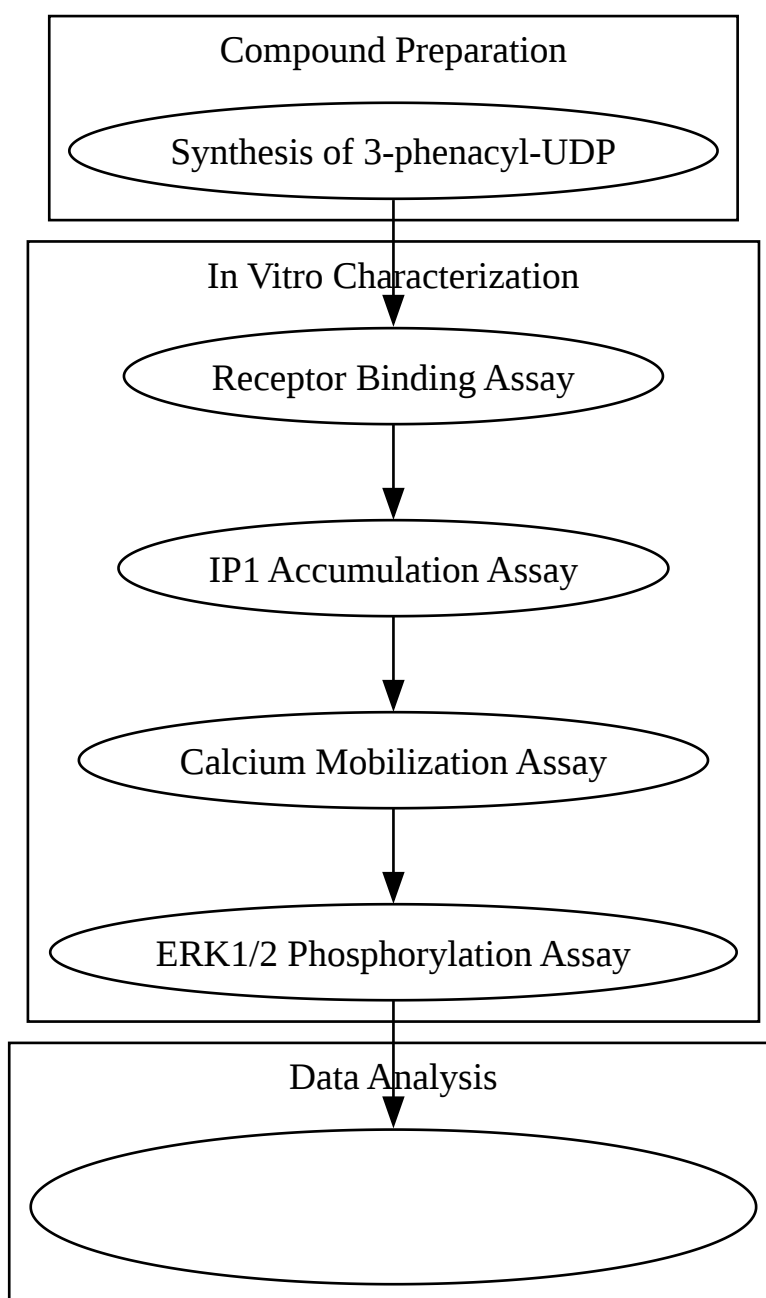 Compound Preparation
Synthesis of 3-phenacyl-UDP
In Vitro Characterization
Receptor Binding Assay
IP1 Accumulation Assay
Calcium Mobilization Assay
ERK1/2 Phosphorylation Assay
Data Analysis